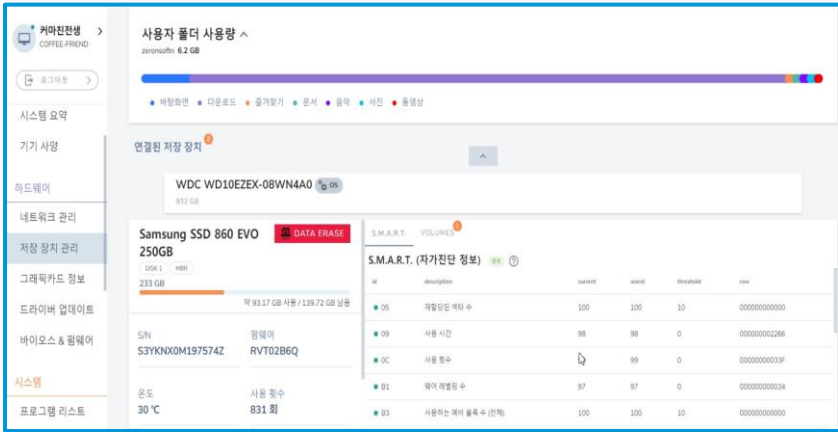 커마진전생 >
COFFEE-FRIEND
로그아웃 >
시스템 요약
기기 사양
하드웨어
네트워크 관리
저장 장치 관리
그래픽카드 정보
드라이버 업데이트
바이오스 & 펌웨어
시스템
프로그램 리스트
사용자 폴더 사용량
zeronsoftn 6.2 GB
바탕화면 다운로드 즐겨찾기 문서 음악 사진 동영상
연결된 저장 장치
WDC WD10EZEX-08WN4A0 OS
932 GB
Samsung SSD 860 EVO 250GB
DATA ERASE
DISK 1 MBR
233 GB
약 93.17 GB 사용 / 139.72 GB 남음
S/N 펌웨어
S3YKNX0M197574Z RVT02B6Q
온도 사용 횟수
30 ℃ 831 회
S.M.A.R.T. VOLUMES
S.M.A.R.T. (자가진단 정보) ?
id description current worst threshold raw
05 재할당된 섹터 수 100 100 10 000000000000
09 사용 시간 98 98 0 000000002266
0C 사용 횟수 99 0 00000000033F
B1 웨어 레벨링 수 97 97 0 000000000034
B3 사용하는 예비 블록 수 (전체) 100 100 10 000000000000